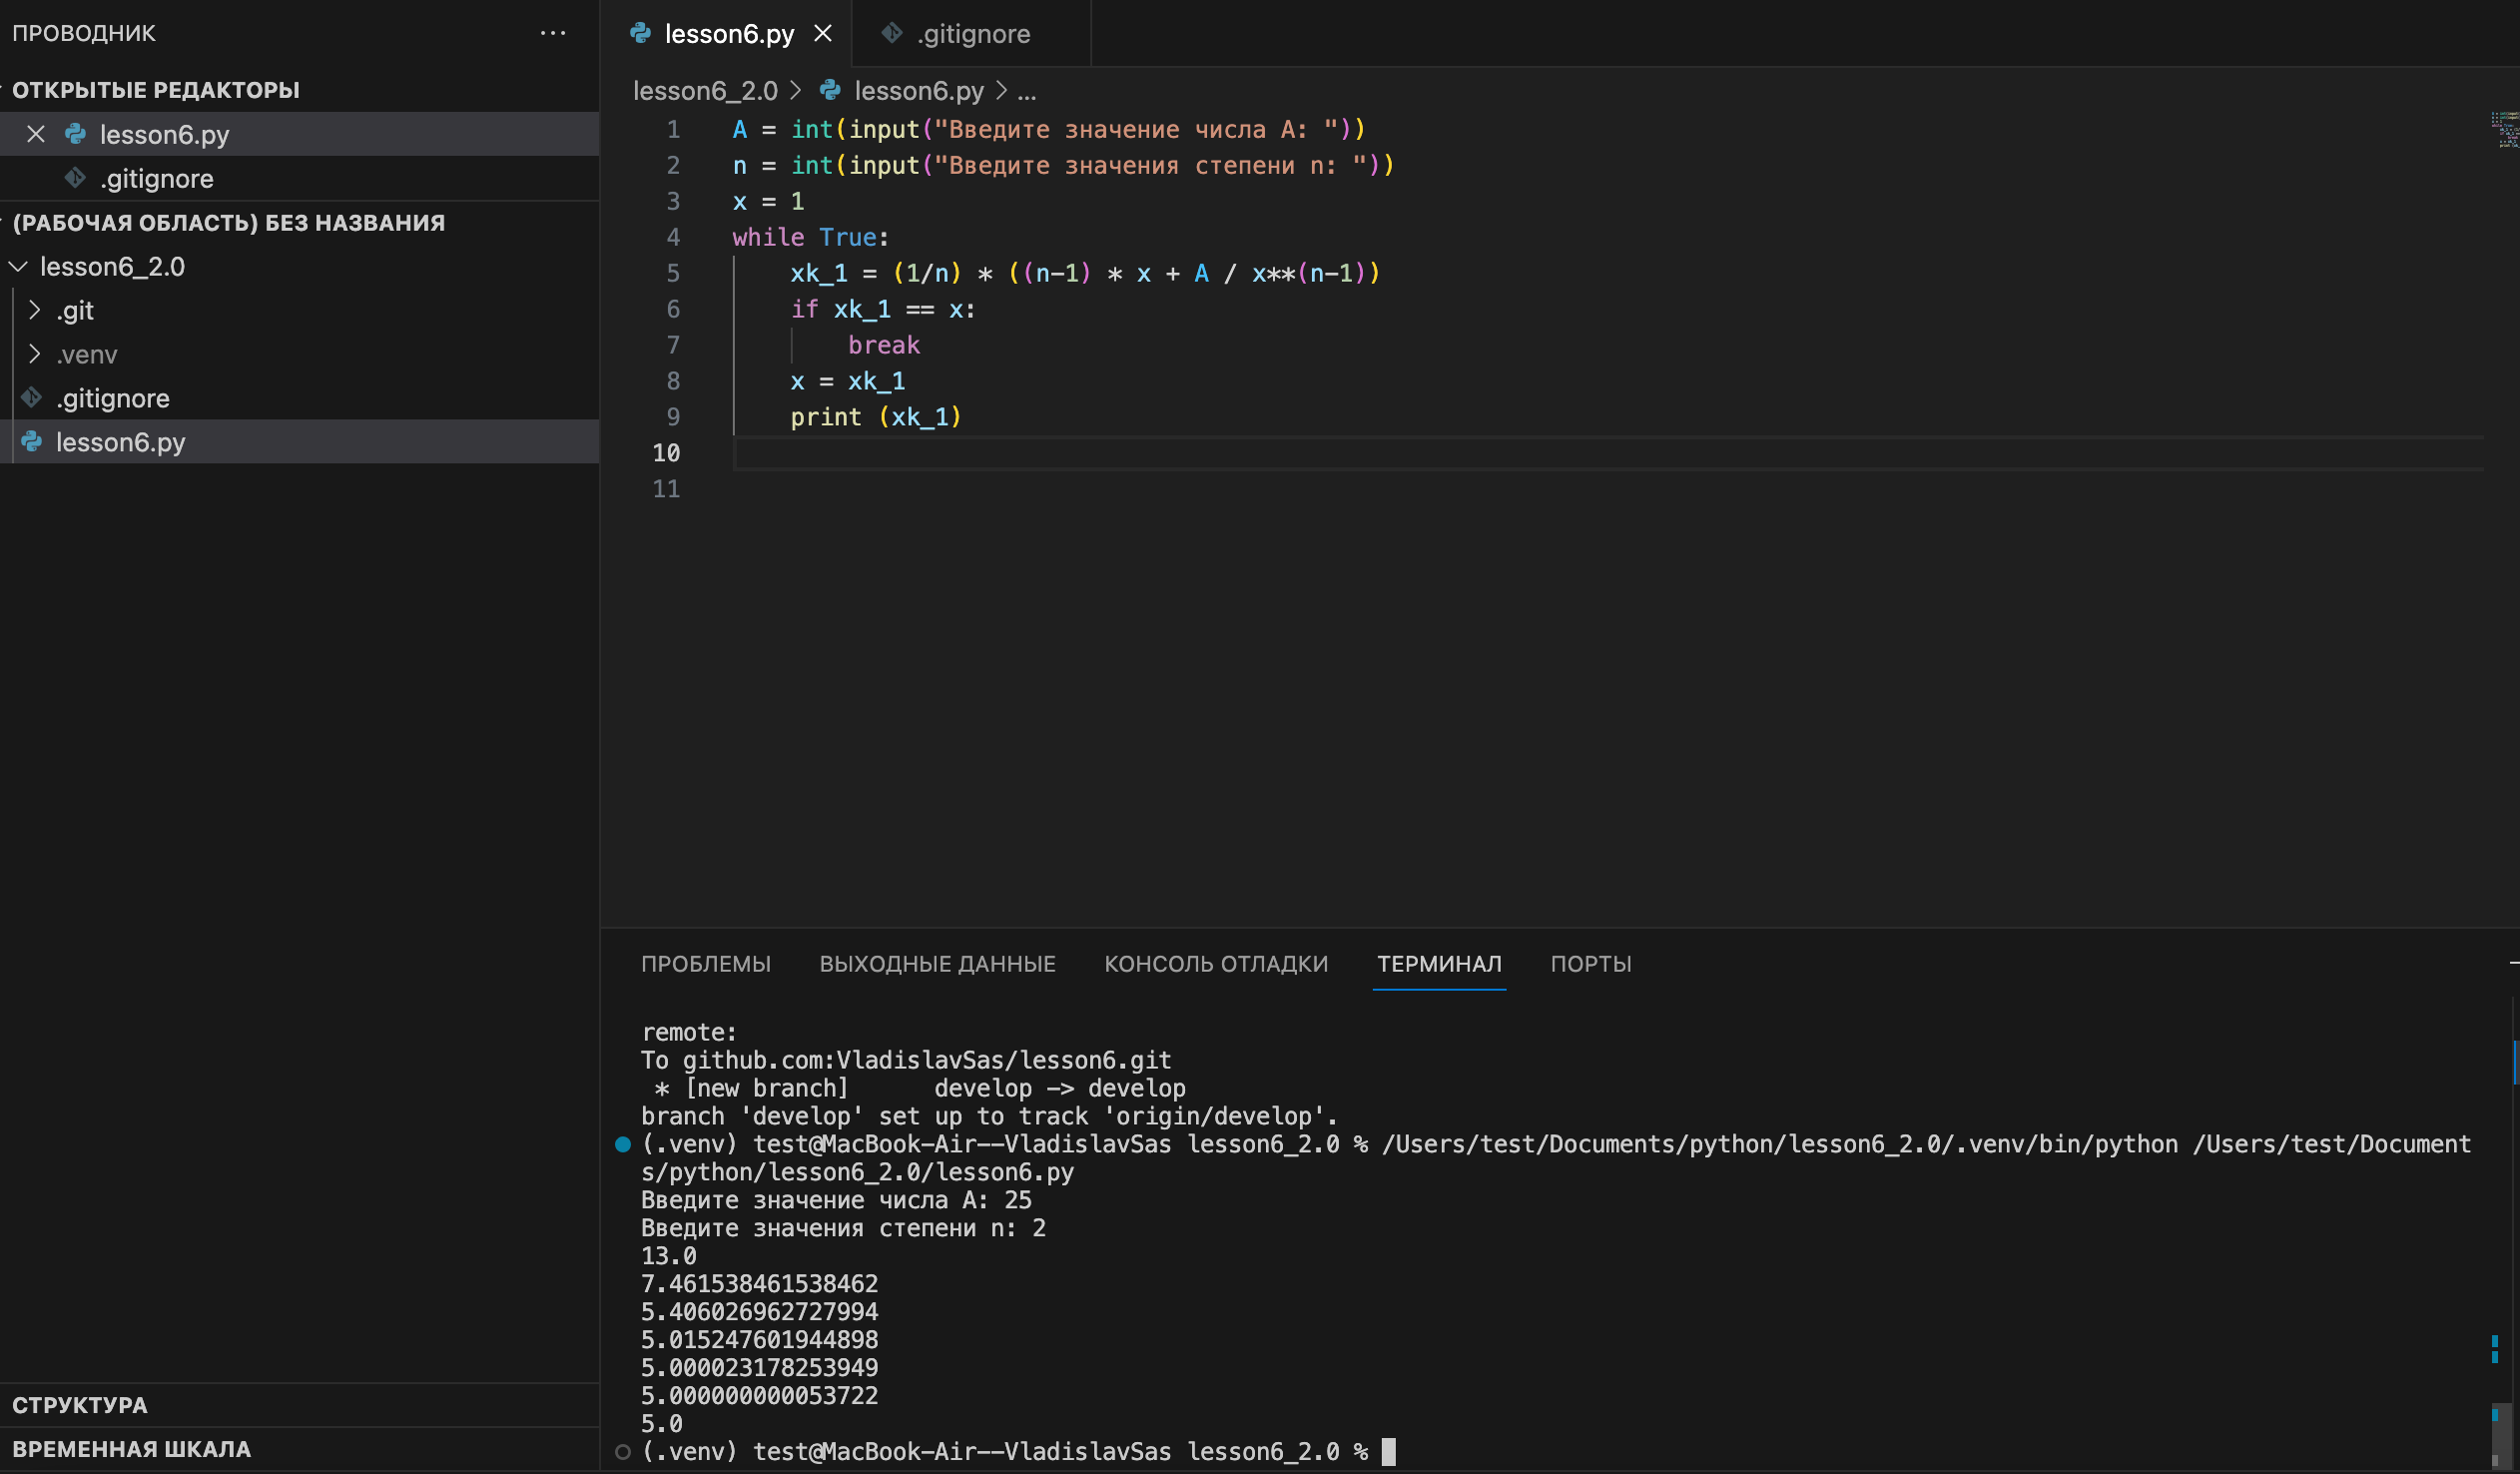 ПРОВОДНИК
ОТКРЫТЫЕ РЕДАКТОРЫ
lesson6.py
.gitignore
(РАБОЧАЯ ОБЛАСТЬ) БЕЗ НАЗВАНИЯ
lesson6_2.0
.git
.venv
.gitignore
lesson6.py
СТРУКТУРА
ВРЕМЕННАЯ ШКАЛА
lesson6.py
.gitignore
lesson6_2.0 > lesson6.py > ...
1 A = int(input("Введите значение числа A: "))
2 n = int(input("Введите значения степени n: "))
3 x = 1
4 while True:
5 xk_1 = (1/n) * ((n-1) * x + A / x**(n-1))
6 if xk_1 == x:
7 break
8 x = xk_1
9 print (xk_1)
10
11
ПРОБЛЕМЫ ВЫХОДНЫЕ ДАННЫЕ КОНСОЛЬ ОТЛАДКИ ТЕРМИНАЛ ПОРТЫ
remote:
To github.com:VladislavSas/lesson6.git
* [new branch] develop -> develop
branch 'develop' set up to track 'origin/develop'.
(.venv) test@MacBook-Air--VladislavSas lesson6_2.0 % /Users/test/Documents/python/lesson6_2.0/.venv/bin/python /Users/test/Document
s/python/lesson6_2.0/lesson6.py
Введите значение числа A: 25
Введите значения степени n: 2
13.0
7.461538461538462
5.406026962727994
5.015247601944898
5.000023178253949
5.000000000053722
5.0
(.venv) test@MacBook-Air--VladislavSas lesson6_2.0 %